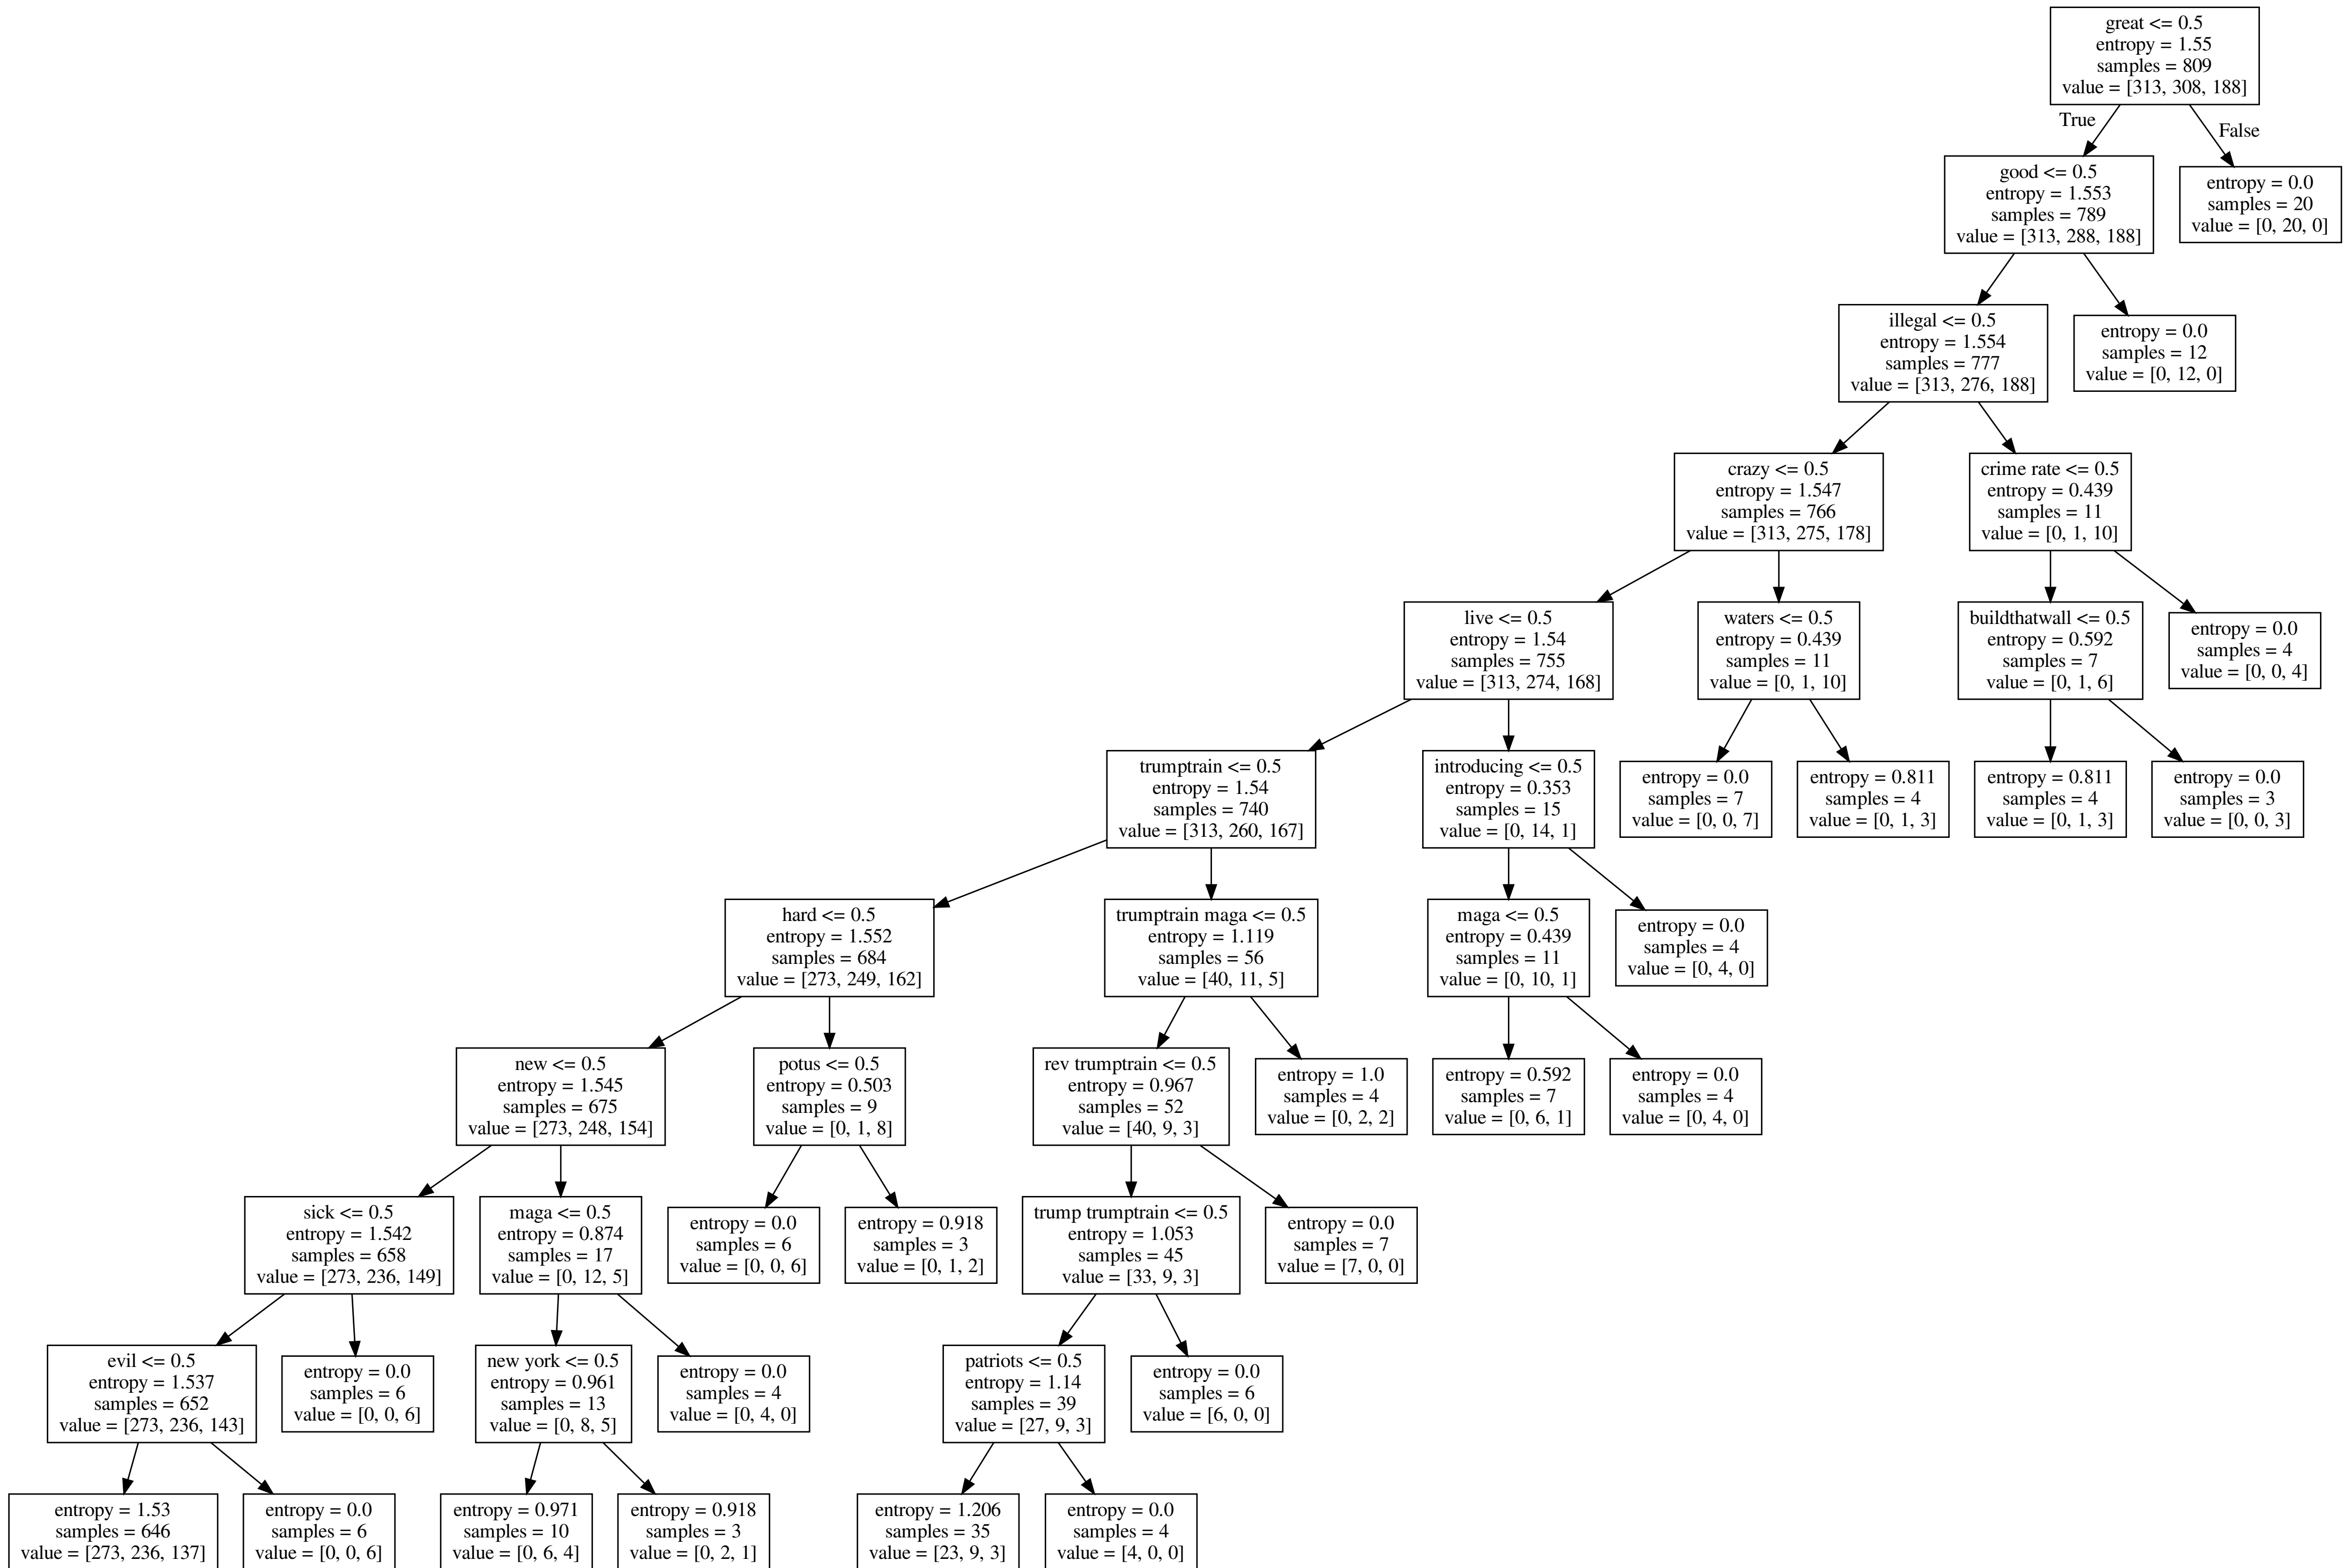 great <= 0.5
entropy = 1.55
samples = 809
value = [313, 308, 188]
True
False
good <= 0.5
entropy = 1.553
samples = 789
value = [313, 288, 188]
entropy = 0.0
samples = 20
value = [0, 20, 0]
illegal <= 0.5
entropy = 1.554
samples = 777
value = [313, 276, 188]
entropy = 0.0
samples = 12
value = [0, 12, 0]
crazy <= 0.5
entropy = 1.547
samples = 766
value = [313, 275, 178]
crime rate <= 0.5
entropy = 0.439
samples = 11
value = [0, 1, 10]
live <= 0.5
entropy = 1.54
samples = 755
value = [313, 274, 168]
waters <= 0.5
entropy = 0.439
samples = 11
value = [0, 1, 10]
buildthatwall <= 0.5
entropy = 0.592
samples = 7
value = [0, 1, 6]
entropy = 0.0
samples = 4
value = [0, 0, 4]
trumptrain <= 0.5
entropy = 1.54
samples = 740
value = [313, 260, 167]
introducing <= 0.5
entropy = 0.353
samples = 15
value = [0, 14, 1]
entropy = 0.0
samples = 7
value = [0, 0, 7]
entropy = 0.811
samples = 4
value = [0, 1, 3]
entropy = 0.811
samples = 4
value = [0, 1, 3]
entropy = 0.0
samples = 3
value = [0, 0, 3]
hard <= 0.5
entropy = 1.552
samples = 684
value = [273, 249, 162]
trumptrain maga <= 0.5
entropy = 1.119
samples = 56
value = [40, 11, 5]
maga <= 0.5
entropy = 0.439
samples = 11
value = [0, 10, 1]
entropy = 0.0
samples = 4
value = [0, 4, 0]
new <= 0.5
entropy = 1.545
samples = 675
value = [273, 248, 154]
potus <= 0.5
entropy = 0.503
samples = 9
value = [0, 1, 8]
rev trumptrain <= 0.5
entropy = 0.967
samples = 52
value = [40, 9, 3]
entropy = 1.0
samples = 4
value = [0, 2, 2]
entropy = 0.592
samples = 7
value = [0, 6, 1]
entropy = 0.0
samples = 4
value = [0, 4, 0]
sick <= 0.5
entropy = 1.542
samples = 658
value = [273, 236, 149]
maga <= 0.5
entropy = 0.874
samples = 17
value = [0, 12, 5]
entropy = 0.0
samples = 6
value = [0, 0, 6]
entropy = 0.918
samples = 3
value = [0, 1, 2]
trump trumptrain <= 0.5
entropy = 1.053
samples = 45
value = [33, 9, 3]
entropy = 0.0
samples = 7
value = [7, 0, 0]
evil <= 0.5
entropy = 1.537
samples = 652
value = [273, 236, 143]
entropy = 0.0
samples = 6
value = [0, 0, 6]
new york <= 0.5
entropy = 0.961
samples = 13
value = [0, 8, 5]
entropy = 0.0
samples = 4
value = [0, 4, 0]
patriots <= 0.5
entropy = 1.14
samples = 39
value = [27, 9, 3]
entropy = 0.0
samples = 6
value = [6, 0, 0]
entropy = 1.53
samples = 646
value = [273, 236, 137]
entropy = 0.0
samples = 6
value = [0, 0, 6]
entropy = 0.971
samples = 10
value = [0, 6, 4]
entropy = 0.918
samples = 3
value = [0, 2, 1]
entropy = 1.206
samples = 35
value = [23, 9, 3]
entropy = 0.0
samples = 4
value = [4, 0, 0]